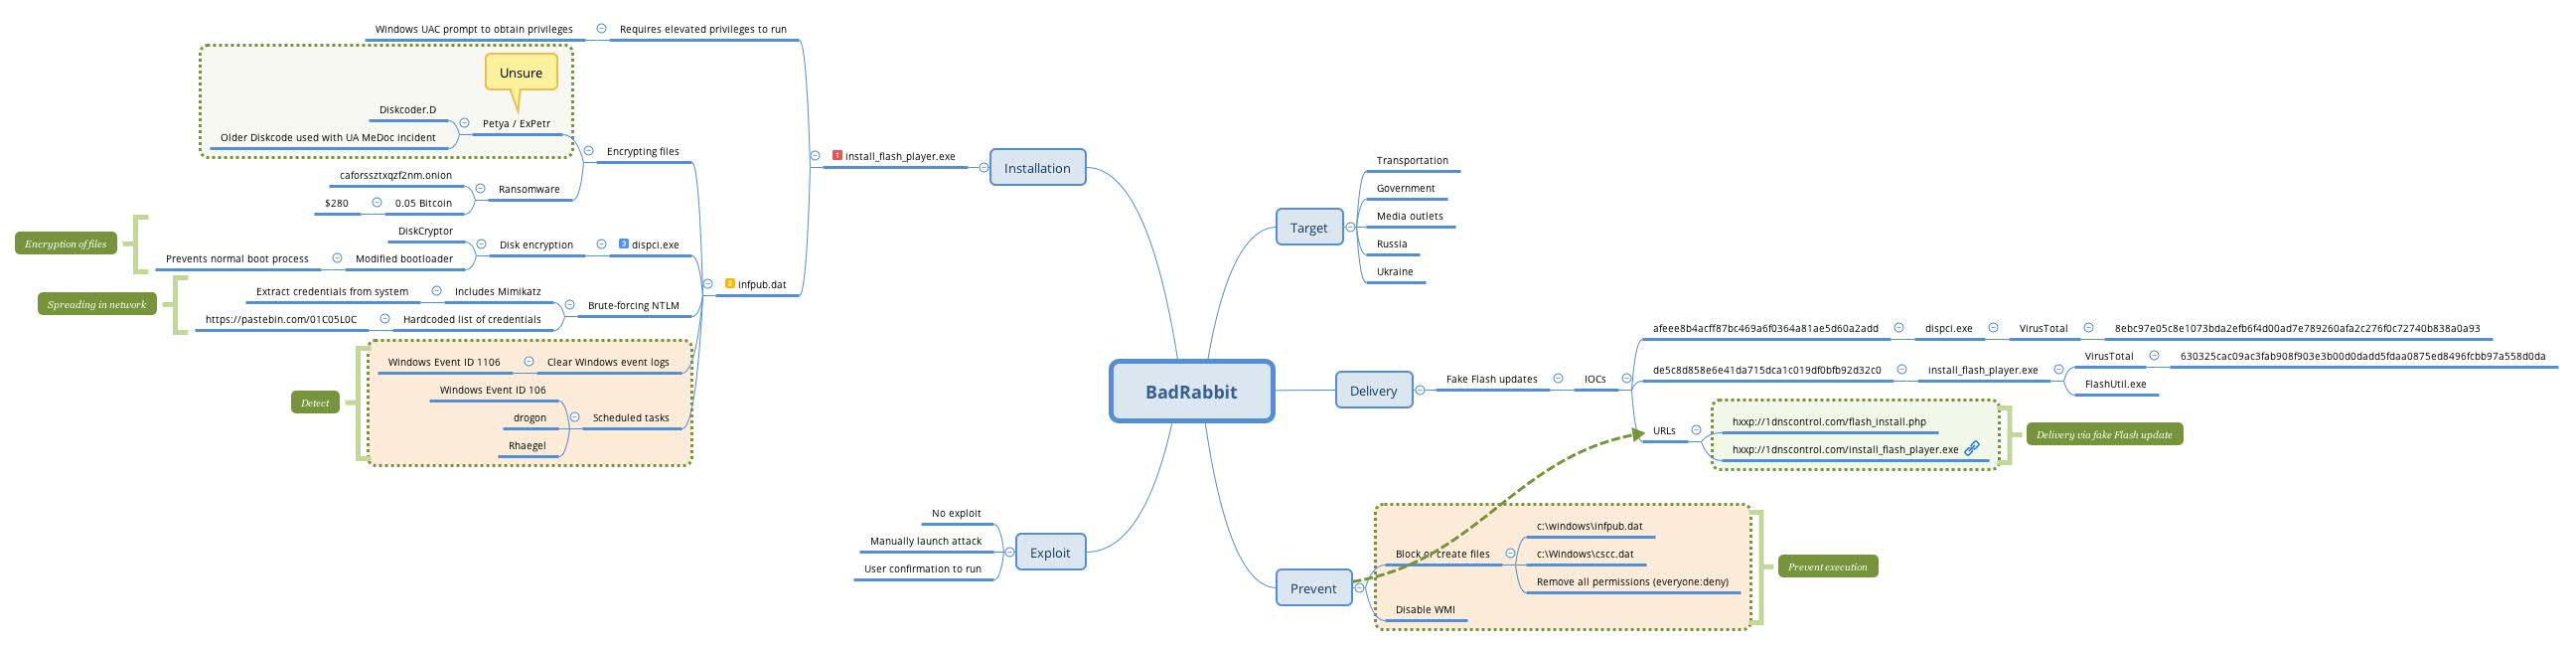 BadRabbit
Installation
1 install_flash_player.exe
Requires elevated privileges to run
Windows UAC prompt to obtain privileges
2 infpub.dat
Encrypting files
Unsure
Petya / ExPetr
Diskcoder.D
Older Diskcode used with UA MeDoc incident
Ransomware
caforssztxqzf2nm.onion
0.05 Bitcoin
$280
3 dispci.exe
Disk encryption
DiskCryptor
Modified bootloader
Prevents normal boot process
Encryption of files
Brute-forcing NTLM
Includes Mimikatz
Extract credentials from system
Hardcoded list of credentials
https://pastebin.com/01C05L0C
Spreading in network
Clear Windows event logs
Windows Event ID 1106
Scheduled tasks
Windows Event ID 106
drogon
Rhaegel
Detect
Exploit
No exploit
Manually launch attack
User confirmation to run
Target
Transportation
Government
Media outlets
Russia
Ukraine
Delivery
Fake Flash updates
IOCs
afeee8b4acff87bc469a6f0364a81ae5d60a2add
dispci.exe
VirusTotal
8ebc97e05c8e1073bda2efb6f4d00ad7e789260afa2c276f0c72740b838a0a93
de5c8d858e6e41da715dca1c019df0bfb92d32c0
install_flash_player.exe
VirusTotal
630325cac09ac3fab908f903e3b00d0dadd5fdaa0875ed8496fcbb97a558d0da
FlashUtil.exe
URLs
hxxp://1dnscontrol.com/flash_install.php
hxxp://1dnscontrol.com/install_flash_player.exe
Delivery via fake Flash update
Prevent
Block or create files
c:\windows\infpub.dat
c:\Windows\cscc.dat
Remove all permissions (everyone:deny)
Disable WMI
Prevent execution